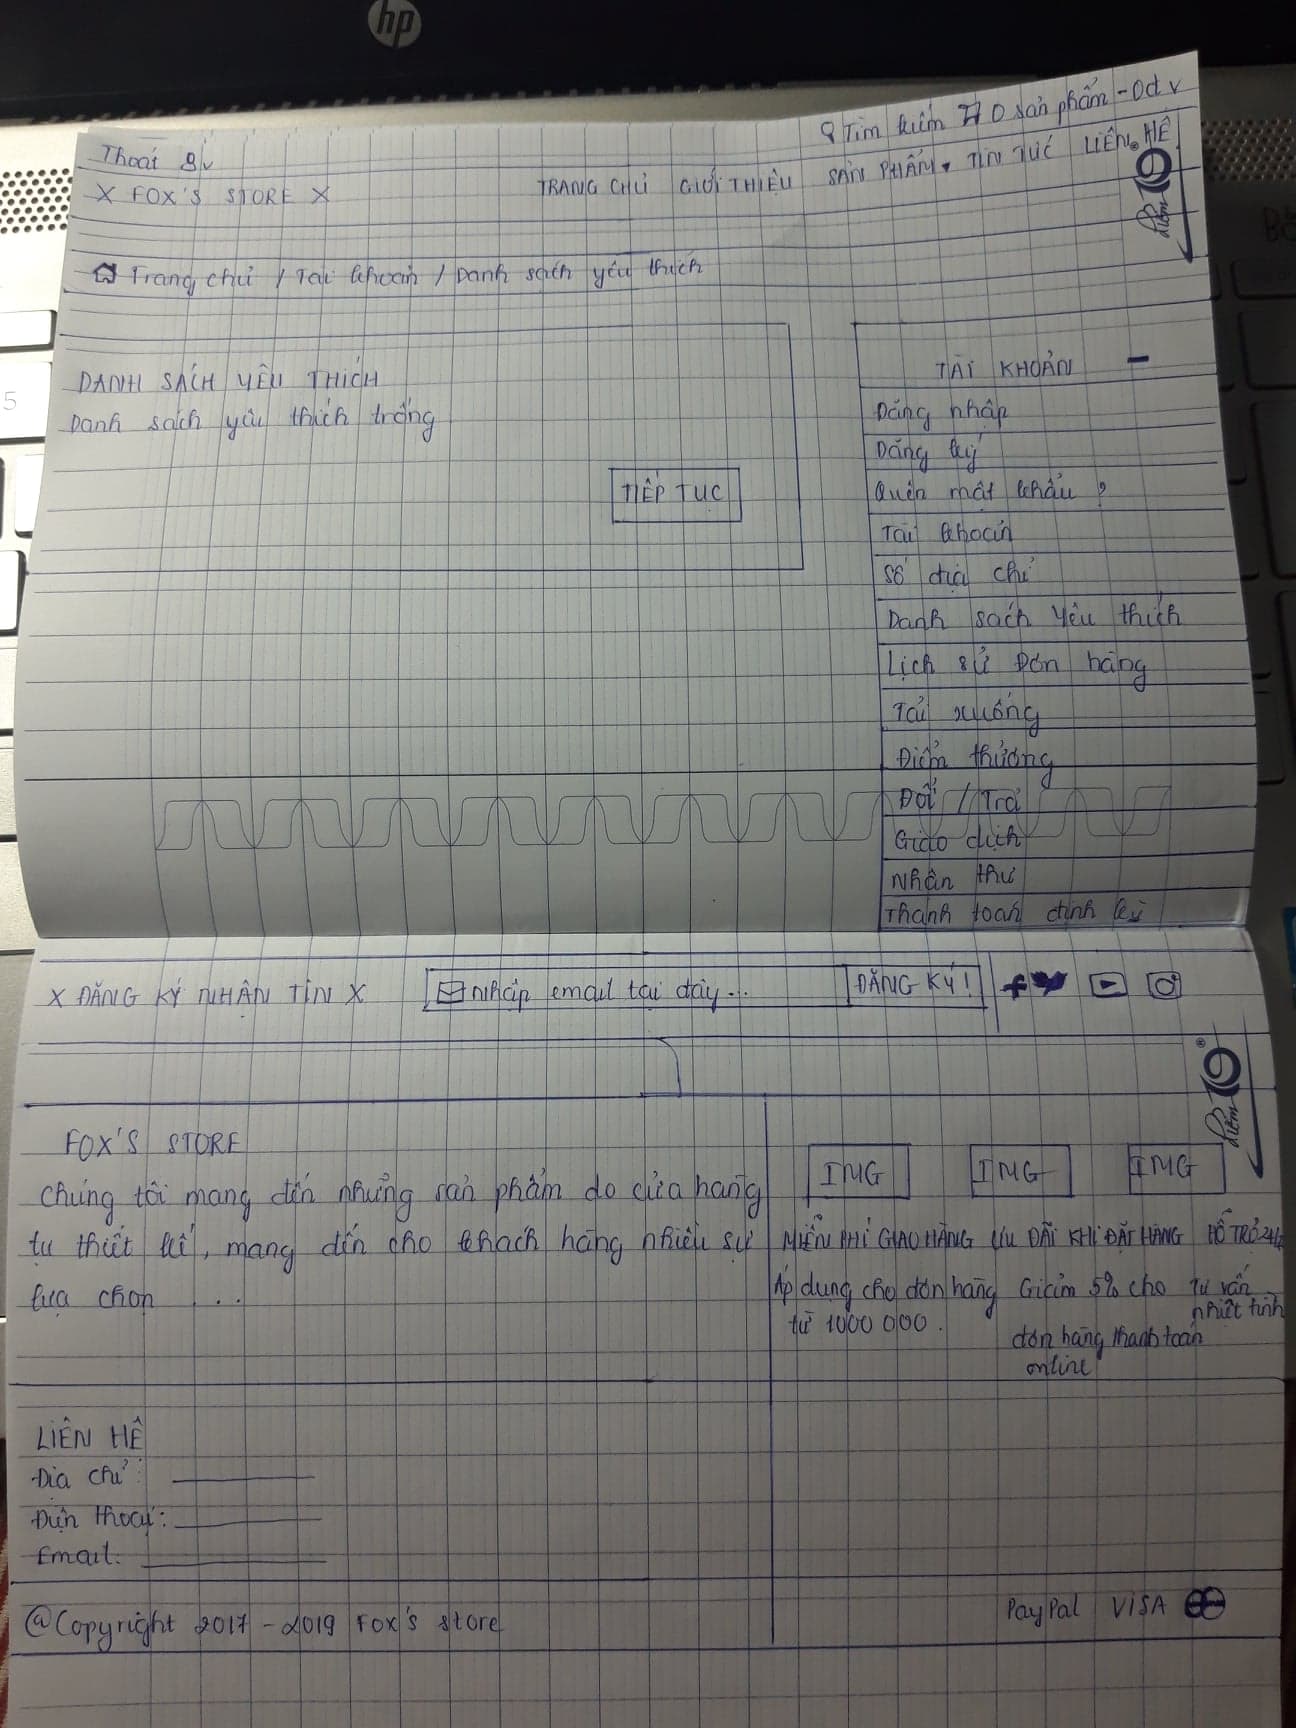 hp
Tìm kiếm 0 sản phẩm - 0đ v
Thoát
X FOX'S STORE X
TRANG CHỦ GIỚI THIỆU SẢN PHẨM TIN TỨC LIÊN HỆ
điểm 10
Trang chủ / Tài khoản / Danh sách yêu thích
DANH SÁCH YÊU THÍCH
Danh sách yêu thích trống
TIẾP TỤC
TÀI KHOẢN -
Đăng nhập
Đăng ký
Quên mật khẩu ?
Tài khoản
Sổ địa chỉ
Danh sách yêu thích
Lịch sử Đơn hàng
Tải xuống
Điểm thưởng
Đổi / Trả
Giao dịch
Nhận thư
Thanh toán định kỳ
X ĐĂNG KÝ NHẬN TIN X
Nhập email tại đây...
ĐĂNG KÝ!
điểm 10
FOX'S STORE
Chúng tôi mang đến những sản phẩm do cửa hàng
tự thiết kế, mang đến cho khách hàng nhiều sự
lựa chọn ...
IMG IMG IMG
MIỄN PHÍ GIAO HÀNG
Áp dụng cho đơn hàng
từ 1000 000.
ƯU ĐÃI KHI ĐẶT HÀNG
Giảm 5% cho
đơn hàng thanh toán
online
HỖ TRỢ 24/
Tư vấn
nhiệt tình
LIÊN HỆ
Địa chỉ:
Điện thoại:
Email:
@Copyright 2017 - 2019 Fox's store
PayPal VISA